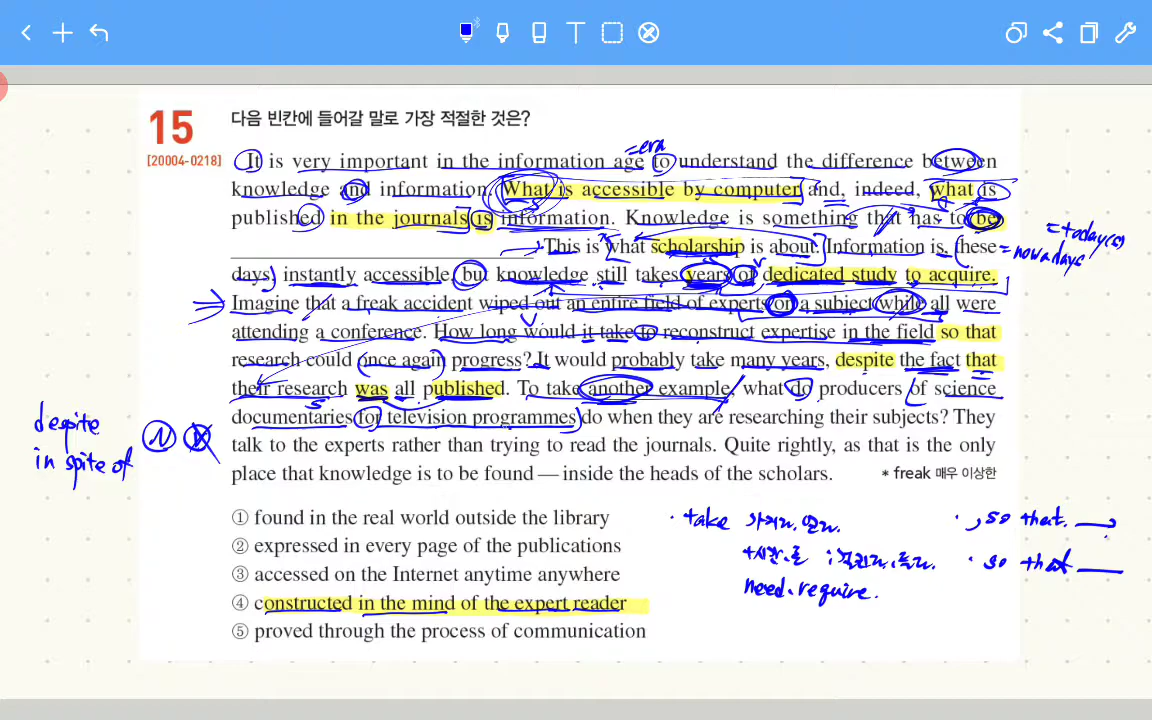 15
다음 빈칸에 들어갈 말로 가장 적절한 것은?
[20004-0218]
=era
It is very important in the information age to understand the difference between
knowledge and information. What is accessible by computer and, indeed, what is
published in the journals is information. Knowledge is something that has to be
____________________. This is what scholarship is about. Information is, these
=today(s)
=nowadays
days, instantly accessible, but knowledge still takes years of dedicated study to acquire.
Imagine that a freak accident wiped out an entire field of experts on a subject while all were
attending a conference. How long would it take to reconstruct expertise in the field so that
research could once again progress? It would probably take many years, despite the fact that
their research was all published. To take another example, what do producers of science
S
documentaries for television programmes do when they are researching their subjects? They
talk to the experts rather than trying to read the journals. Quite rightly, as that is the only
place that knowledge is to be found — inside the heads of the scholars.
* freak 매우 이상한
despite
in spite of
N
① found in the real world outside the library
② expressed in every page of the publications
③ accessed on the Internet anytime anywhere
④ constructed in the mind of the expert reader
⑤ proved through the process of communication
· take
need, require.
· , so that
· so that